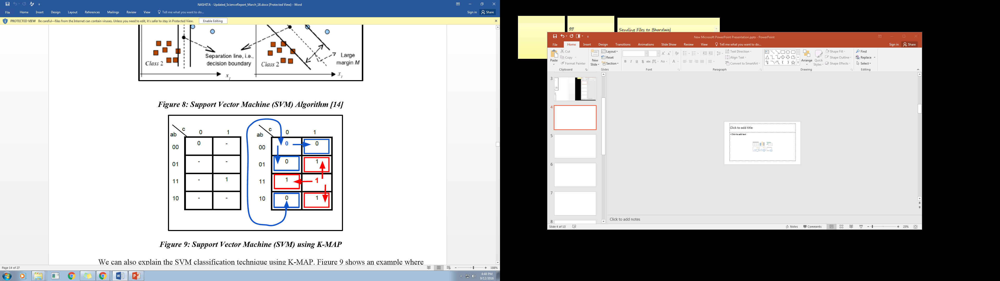 NASHITA - Updated_ScienceReport_March_18.docx (Protected View) - Word
File Home Insert Design Layout References Mailings Review View Tell me what you want to do... Sign in Share
PROTECTED VIEW Be careful—files from the Internet can contain viruses. Unless you need to edit, it's safer to stay in Protected View. Enable Editing
Class 2
Separation line, i.e.,
decision boundary
x1
Class 2
Large
margin M
x1
Figure 8: Support Vector Machine (SVM) Algorithm [14]
c
ab
0 1
00 0 -
01 - -
11 - 1
10 - -
c
ab
0 1
00 0 0
01 0 1
11 1 1
10 0 1
Figure 9: Support Vector Machine (SVM) using K-MAP
We can also explain the SVM classification technique using K-MAP. Figure 9 shows an example where
Page 14 of 27
188%
4:48 PM
9/12/2016
gg
Sending Files to Bhardwaj
New Microsoft PowerPoint Presentation.pptx - PowerPoint
File Home Insert Design Transitions Animations Slide Show Review View Tell me what you want to do... Sign in Share
Paste
Cut
Copy
Format Painter
Clipboard
New
Slide
Layout
Reset
Section
Slides
B I U S abc AV Aa A
Font
Text Direction
Align Text
Convert to SmartArt
Paragraph
Arrange
Quick
Styles
Shape Fill
Shape Outline
Shape Effects
Drawing
Find
Replace
Select
Editing
3
4
5
6
7
8
Click to add title
• Click to add text
Click to add notes
Slide 4 of 13
Notes Comments
23%